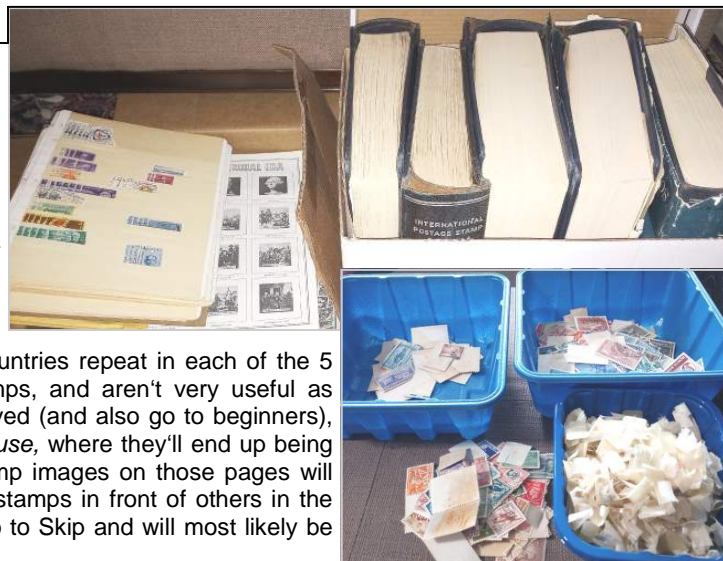 INTERNATIONAL
POSTAGE STAMP
ountries repeat in each of the 5
mps, and aren‘t very useful as
ved (and also go to beginners),
use, where they‘ll end up being
mp images on those pages will
stamps in front of others in the
o to Skip and will most likely be